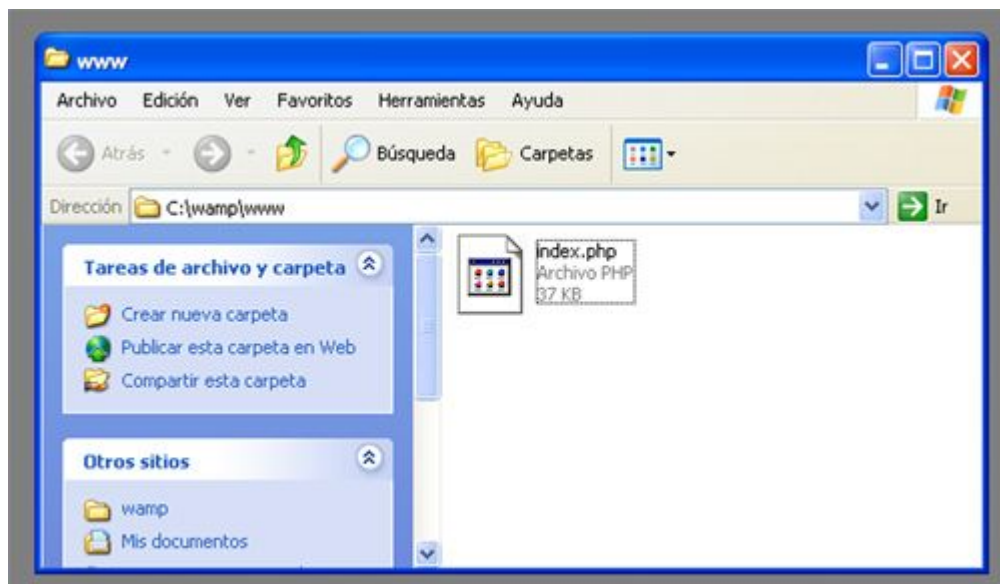 www
Archivo Edición Ver Favoritos Herramientas Ayuda
Atrás Búsqueda Carpetas
Dirección C:\wamp\www Ir
Tareas de archivo y carpeta
Crear nueva carpeta
Publicar esta carpeta en Web
Compartir esta carpeta
Otros sitios
wamp
Mis documentos
index.php
Archivo PHP
37 KB